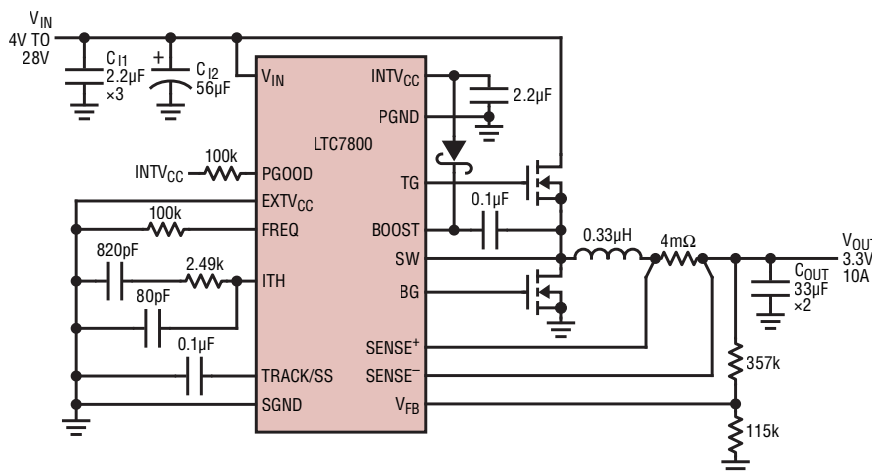 VIN
4V TO
28V
CI1
2.2µF
×3
+
CI2
56µF
VIN
INTVCC
2.2µF
PGND
LTC7800
INTVCC
100k
PGOOD
TG
EXTVCC
0.1µF
100k
FREQ
BOOST
820pF
2.49k
ITH
SW
0.33µH
4mΩ
VOUT
3.3V
10A
COUT
33µF
×2
BG
80pF
0.1µF
SENSE+
357k
TRACK/SS
SENSE–
SGND
VFB
115k